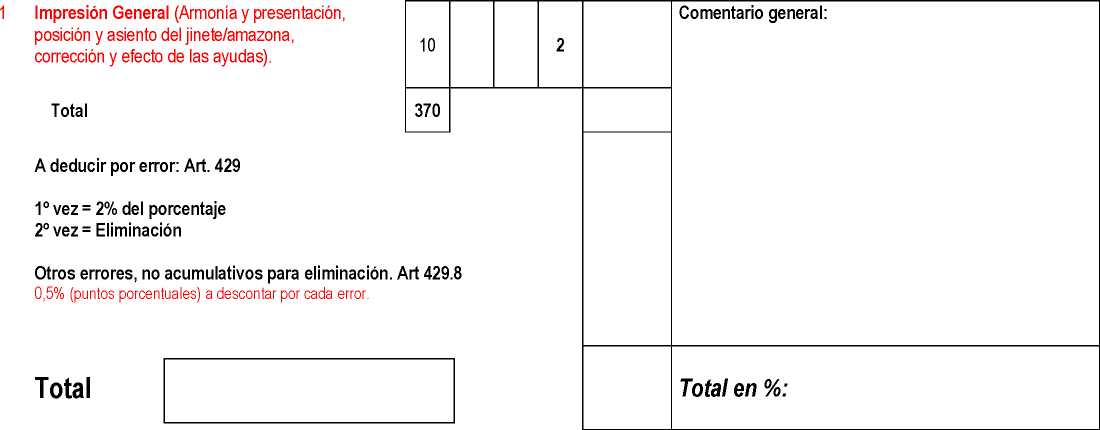 1 Impresión General (Armonía y presentación,
posición y asiento del jinete/amazona,
corrección y efecto de las ayudas).
10 2
Comentario general:
Total 370
A deducir por error: Art. 429
1º vez = 2% del porcentaje
2º vez = Eliminación
Otros errores, no acumulativos para eliminación. Art 429.8
0,5% (puntos porcentuales) a descontar por cada error.
Total
Total en %: